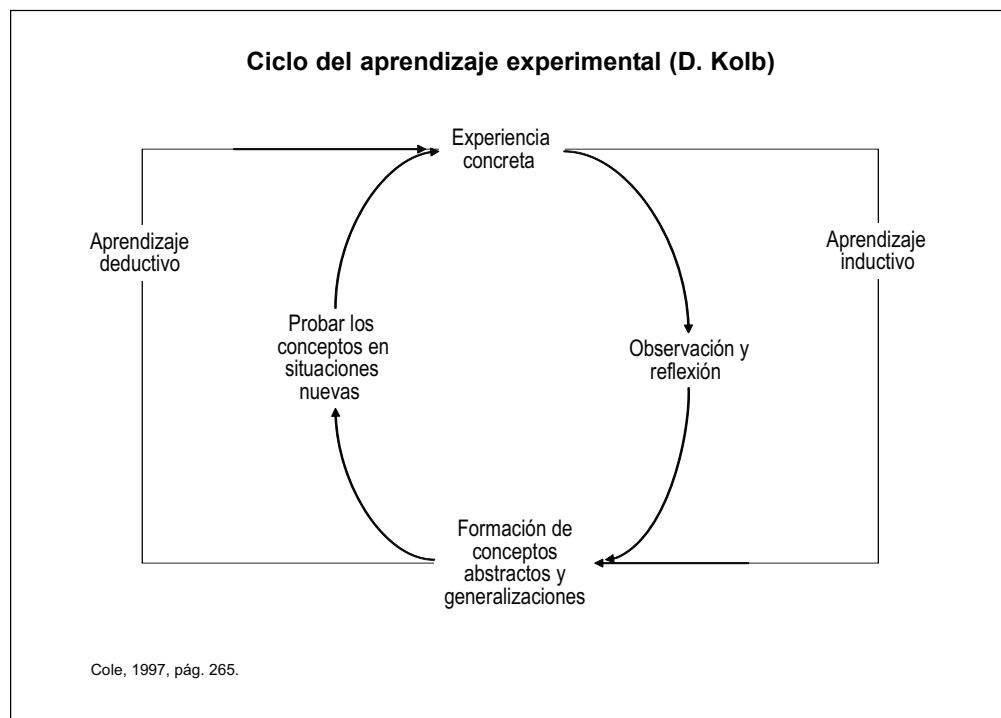 Ciclo del aprendizaje experimental (D. Kolb)
Experiencia
concreta
Aprendizaje
deductivo
Aprendizaje
inductivo
Probar los
conceptos en
situaciones
nuevas
Observación y
reflexión
Formación de
conceptos
abstractos y
generalizaciones
Cole, 1997, pág. 265.